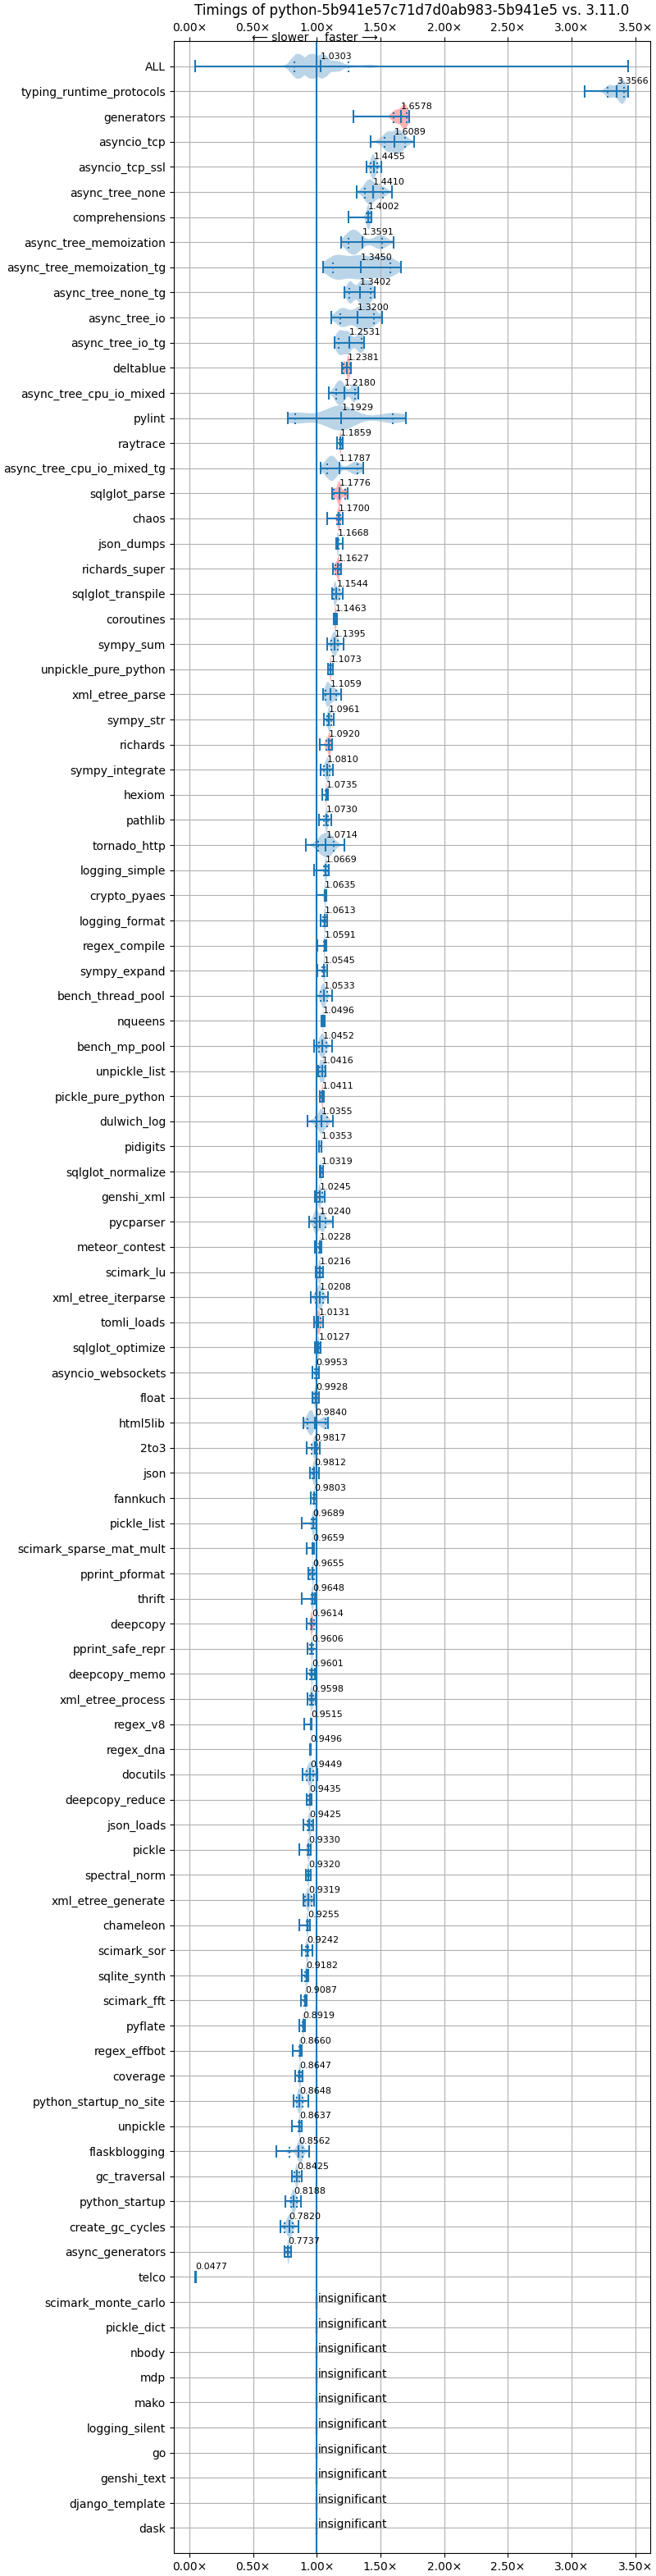 Timings of python-5b941e57c71d7d0ab983-5b941e5 vs. 3.11.0
0.00× 0.50× 1.00× 1.50× 2.00× 2.50× 3.00× 3.50×
⟵ slower faster ⟶
ALL 1.0303
typing_runtime_protocols 3.3566
generators 1.6578
asyncio_tcp 1.6089
asyncio_tcp_ssl 1.4455
async_tree_none 1.4410
comprehensions 1.4002
async_tree_memoization 1.3591
async_tree_memoization_tg 1.3450
async_tree_none_tg 1.3402
async_tree_io 1.3200
async_tree_io_tg 1.2531
deltablue 1.2381
async_tree_cpu_io_mixed 1.2180
pylint 1.1929
raytrace 1.1859
async_tree_cpu_io_mixed_tg 1.1787
sqlglot_parse 1.1776
chaos 1.1700
json_dumps 1.1668
richards_super 1.1627
sqlglot_transpile 1.1544
coroutines 1.1463
sympy_sum 1.1395
unpickle_pure_python 1.1073
xml_etree_parse 1.1059
sympy_str 1.0961
richards 1.0920
sympy_integrate 1.0810
hexiom 1.0735
pathlib 1.0730
tornado_http 1.0714
logging_simple 1.0669
crypto_pyaes 1.0635
logging_format 1.0613
regex_compile 1.0591
sympy_expand 1.0545
bench_thread_pool 1.0533
nqueens 1.0496
bench_mp_pool 1.0452
unpickle_list 1.0416
pickle_pure_python 1.0411
dulwich_log 1.0355
pidigits 1.0353
sqlglot_normalize 1.0319
genshi_xml 1.0245
pycparser 1.0240
meteor_contest 1.0228
scimark_lu 1.0216
xml_etree_iterparse 1.0208
tomli_loads 1.0131
sqlglot_optimize 1.0127
asyncio_websockets 0.9953
float 0.9928
html5lib 0.9840
2to3 0.9817
json 0.9812
fannkuch 0.9803
pickle_list 0.9689
scimark_sparse_mat_mult 0.9659
pprint_pformat 0.9655
thrift 0.9648
deepcopy 0.9614
pprint_safe_repr 0.9606
deepcopy_memo 0.9601
xml_etree_process 0.9598
regex_v8 0.9515
regex_dna 0.9496
docutils 0.9449
deepcopy_reduce 0.9435
json_loads 0.9425
pickle 0.9330
spectral_norm 0.9320
xml_etree_generate 0.9319
chameleon 0.9255
scimark_sor 0.9242
sqlite_synth 0.9182
scimark_fft 0.9087
pyflate 0.8919
regex_effbot 0.8660
coverage 0.8647
python_startup_no_site 0.8648
unpickle 0.8637
flaskblogging 0.8562
gc_traversal 0.8425
python_startup 0.8188
create_gc_cycles 0.7820
async_generators 0.7737
telco 0.0477
scimark_monte_carlo insignificant
pickle_dict insignificant
nbody insignificant
mdp insignificant
mako insignificant
logging_silent insignificant
go insignificant
genshi_text insignificant
django_template insignificant
dask insignificant
0.00× 0.50× 1.00× 1.50× 2.00× 2.50× 3.00× 3.50×